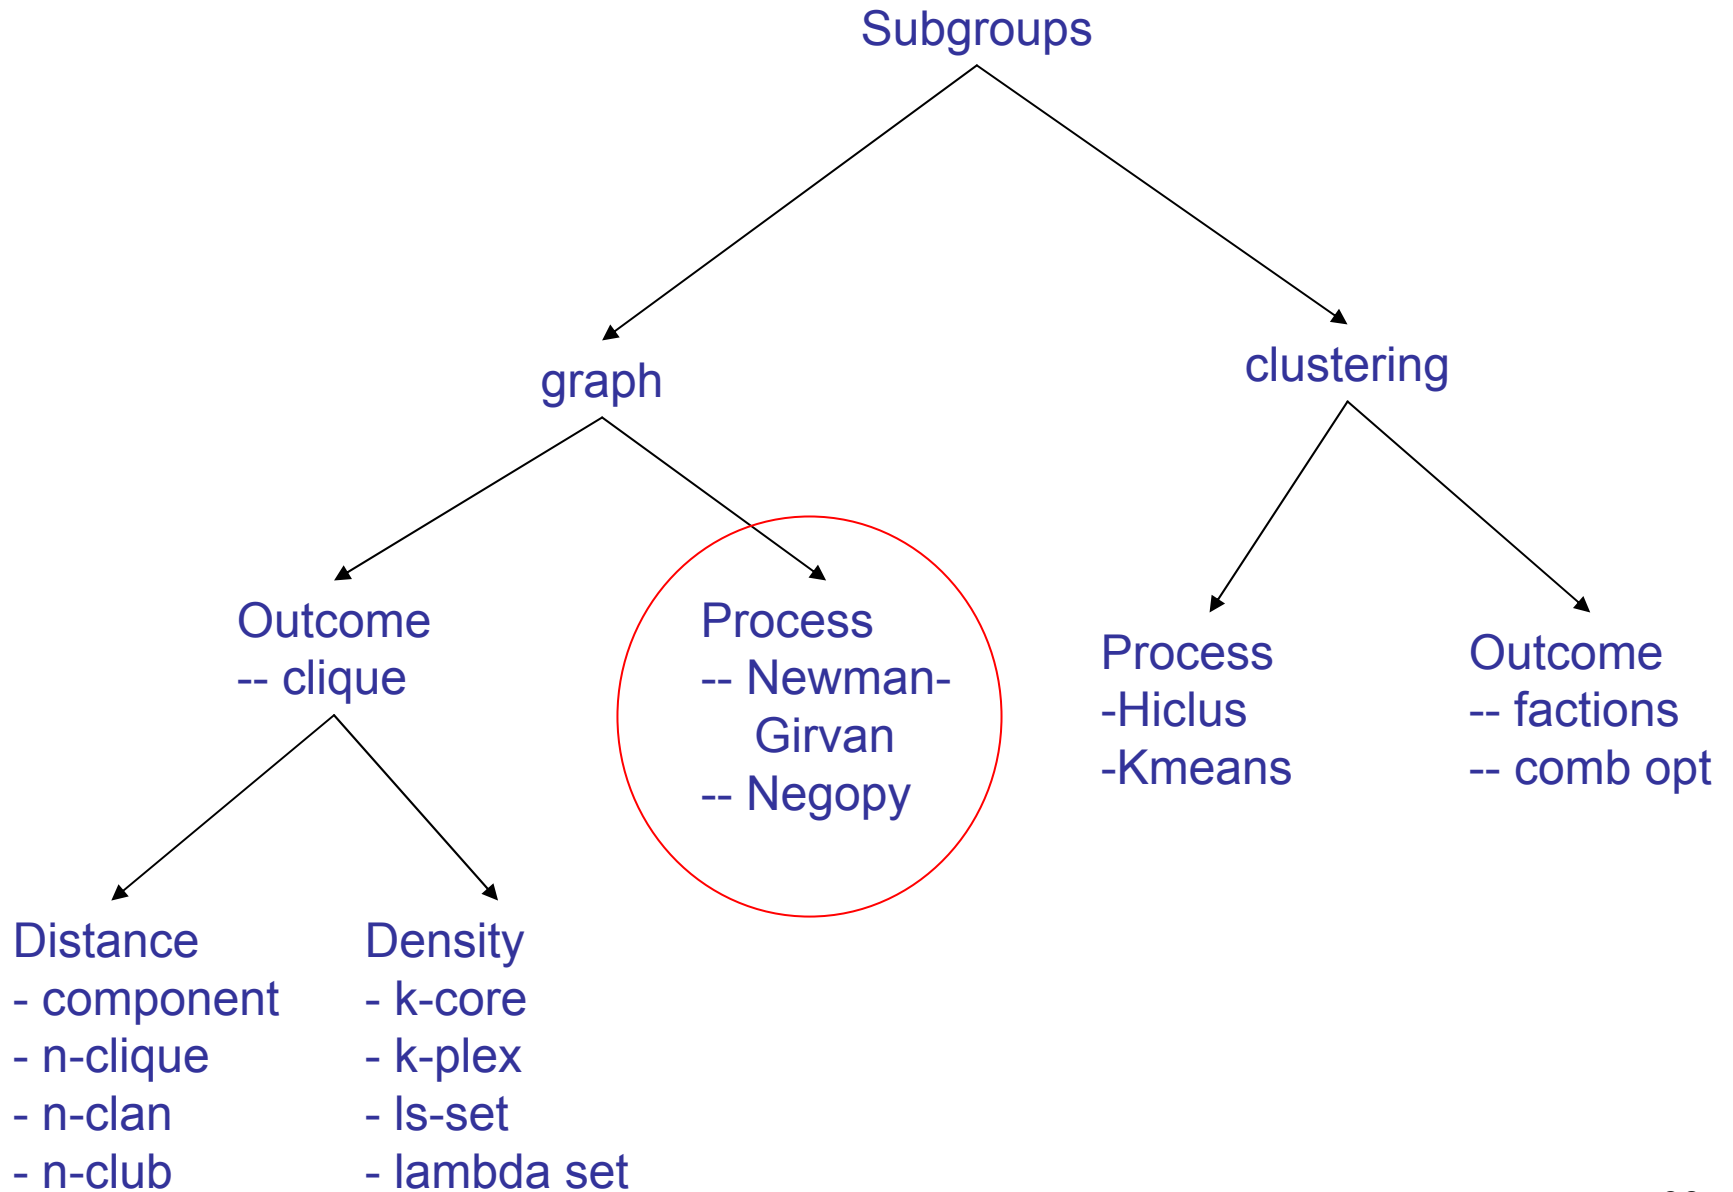 Subgroups
graph
clustering
Outcome
-- clique
Process
-- Newman-
Girvan
-- Negopy
Process
-Hiclus
-Kmeans
Outcome
-- factions
-- comb opt
Distance
- component
- n-clique
- n-clan
- n-club
Density
- k-core
- k-plex
- ls-set
- lambda set